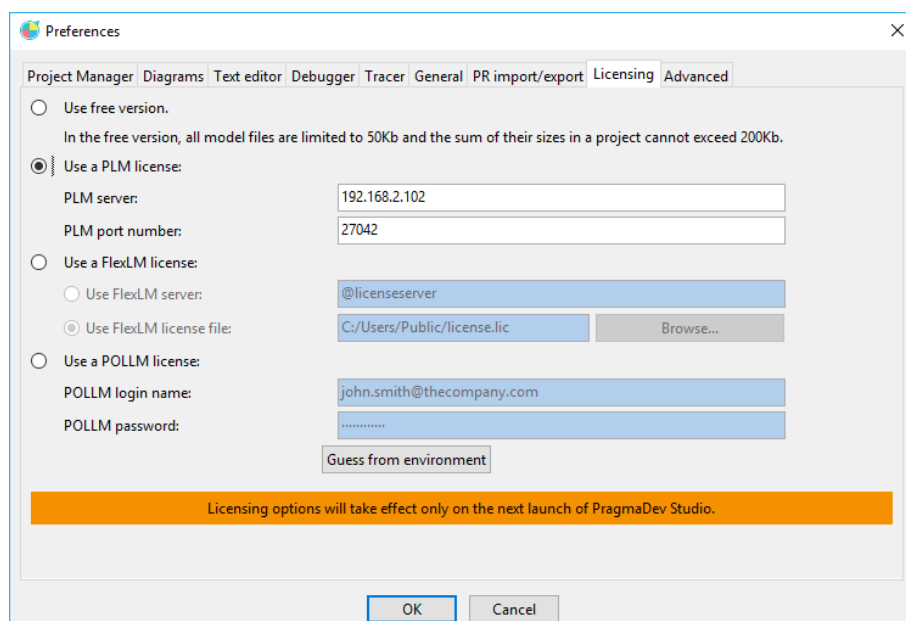 Preferences
Project Manager Diagrams Text editor Debugger Tracer General PR import/export Licensing Advanced
Use free version.
In the free version, all model files are limited to 50Kb and the sum of their sizes in a project cannot exceed 200Kb.
Use a PLM license:
PLM server: 192.168.2.102
PLM port number: 27042
Use a FlexLM license:
Use FlexLM server: @licenseserver
Use FlexLM license file: C:/Users/Public/license.lic Browse...
Use a POLLM license:
POLLM login name: john.smith@thecompany.com
POLLM password: ············
Guess from environment
Licensing options will take effect only on the next launch of PragmaDev Studio.
OK Cancel